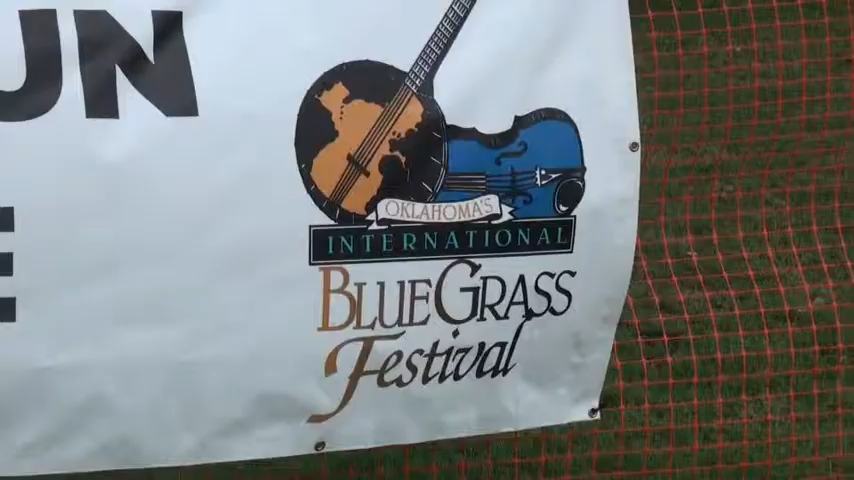 UN
E
OKLAHOMA'S
INTERNATIONAL
BLUEGRASS
Festival